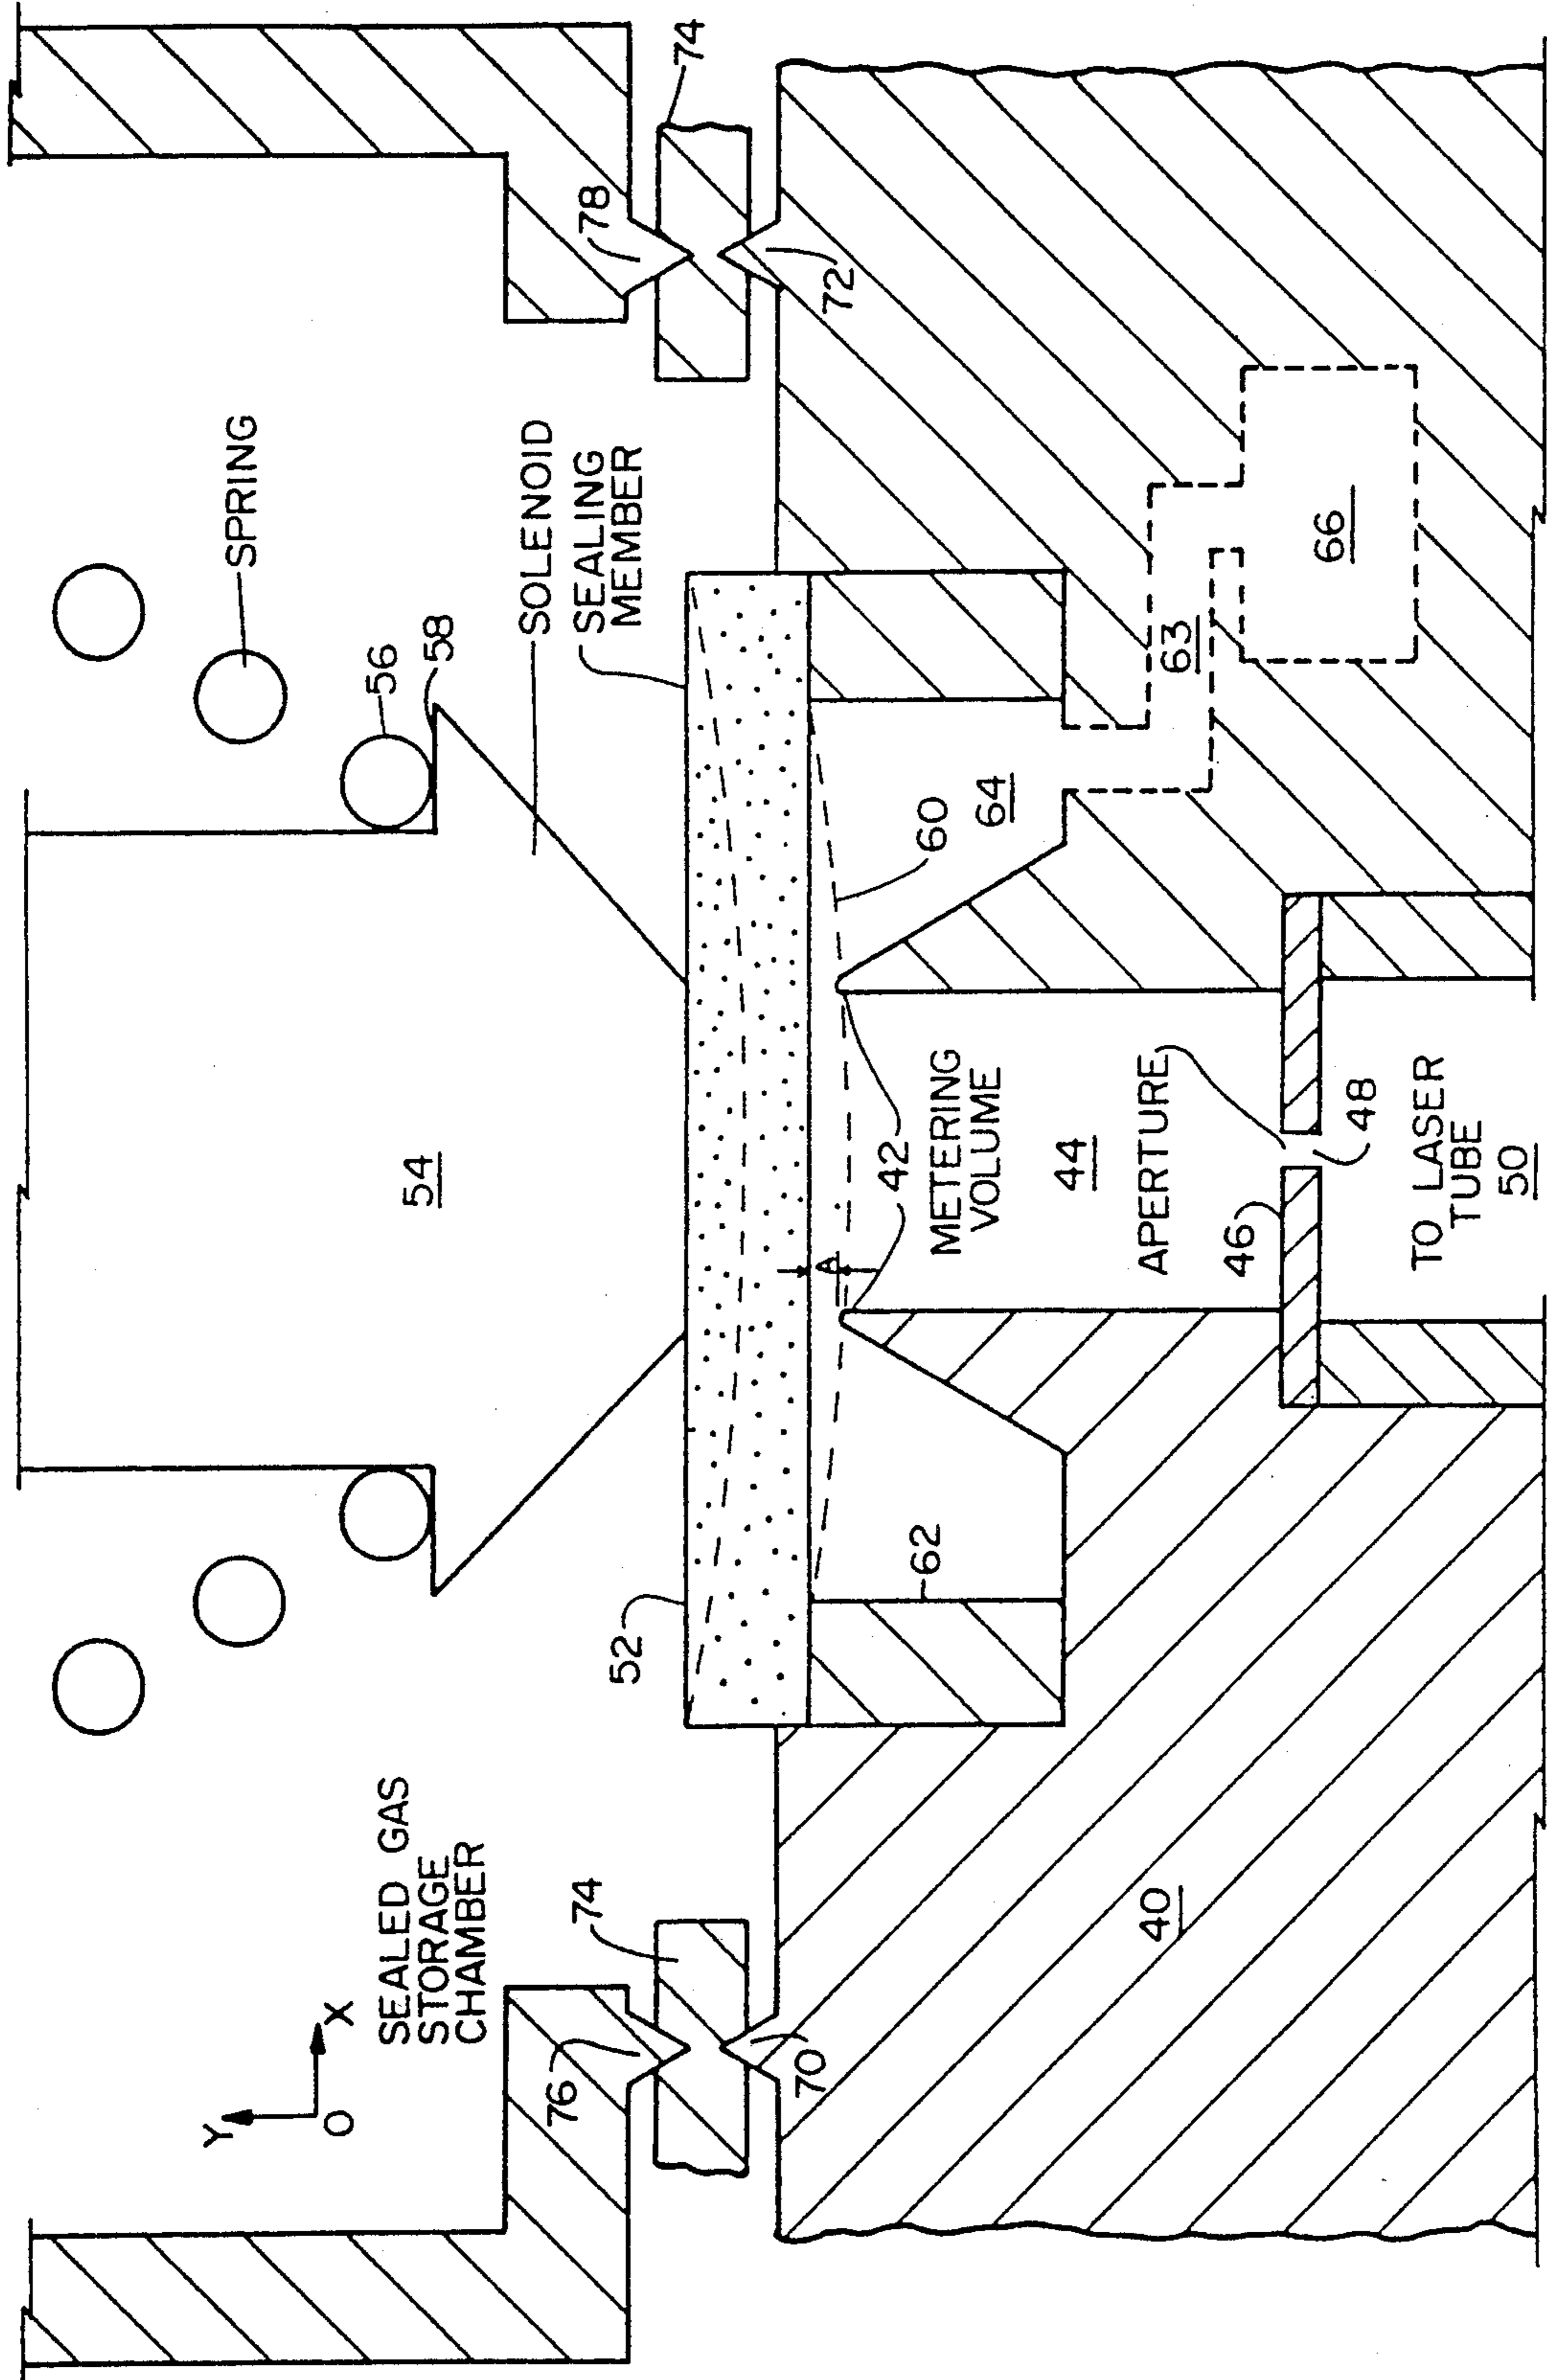 Y
X
O
SEALED GAS
STORAGE
CHAMBER
SPRING
56
58
54
SOLENOID
SEALING
MEMBER
52
74
74
76
78
70
72
A
42
60
62
METERING
VOLUME
44
64
63
66
APERTURE
46
48
40
TO LASER
TUBE
50